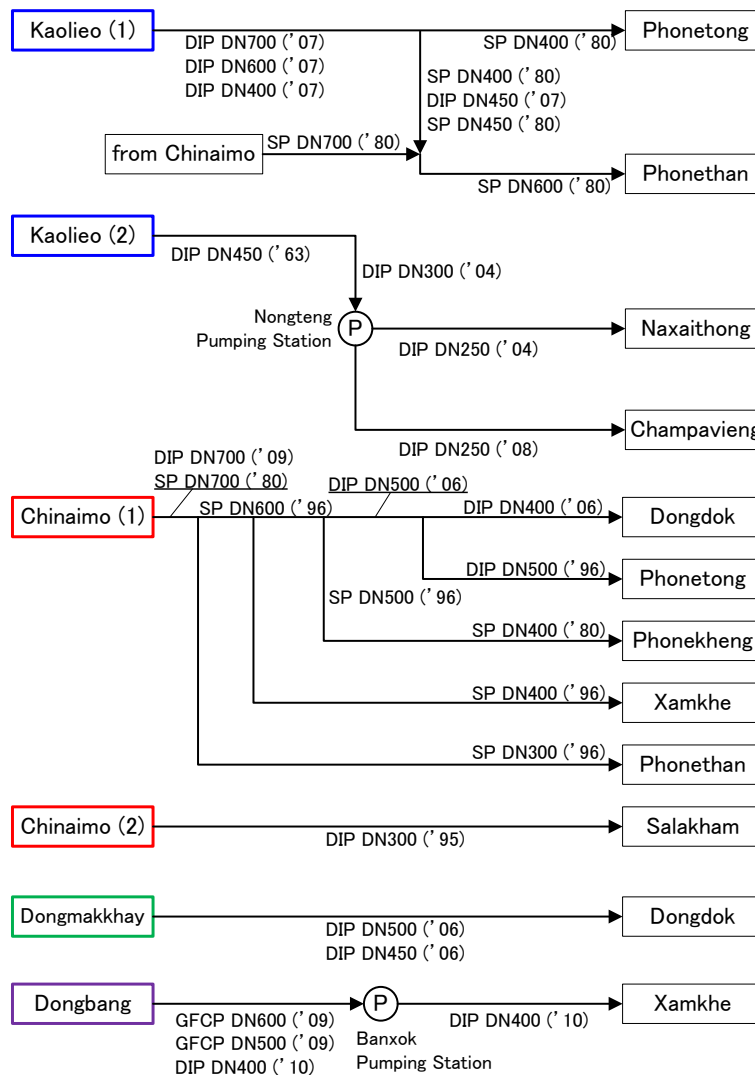 Kaolieo (1)
DIP DN700 ('07)
DIP DN600 ('07)
DIP DN400 ('07)
SP DN400 ('80)
Phonetong
SP DN400 ('80)
DIP DN450 ('07)
SP DN450 ('80)
from Chinaimo
SP DN700 ('80)
SP DN600 ('80)
Phonethan
Kaolieo (2)
DIP DN450 ('63)
DIP DN300 ('04)
Nongteng
Pumping Station
P
DIP DN250 ('04)
Naxaithong
DIP DN250 ('08)
Champavieng
DIP DN700 ('09)
SP DN700 ('80)
Chinaimo (1)
SP DN600 ('96)
DIP DN500 ('06)
DIP DN400 ('06)
Dongdok
DIP DN500 ('96)
Phonetong
SP DN500 ('96)
SP DN400 ('80)
Phonekheng
SP DN400 ('96)
Xamkhe
SP DN300 ('96)
Phonethan
Chinaimo (2)
DIP DN300 ('95)
Salakham
Dongmakkhay
DIP DN500 ('06)
DIP DN450 ('06)
Dongdok
Dongbang
GFCP DN600 ('09)
GFCP DN500 ('09)
DIP DN400 ('10)
P
Banxok
Pumping Station
DIP DN400 ('10)
Xamkhe